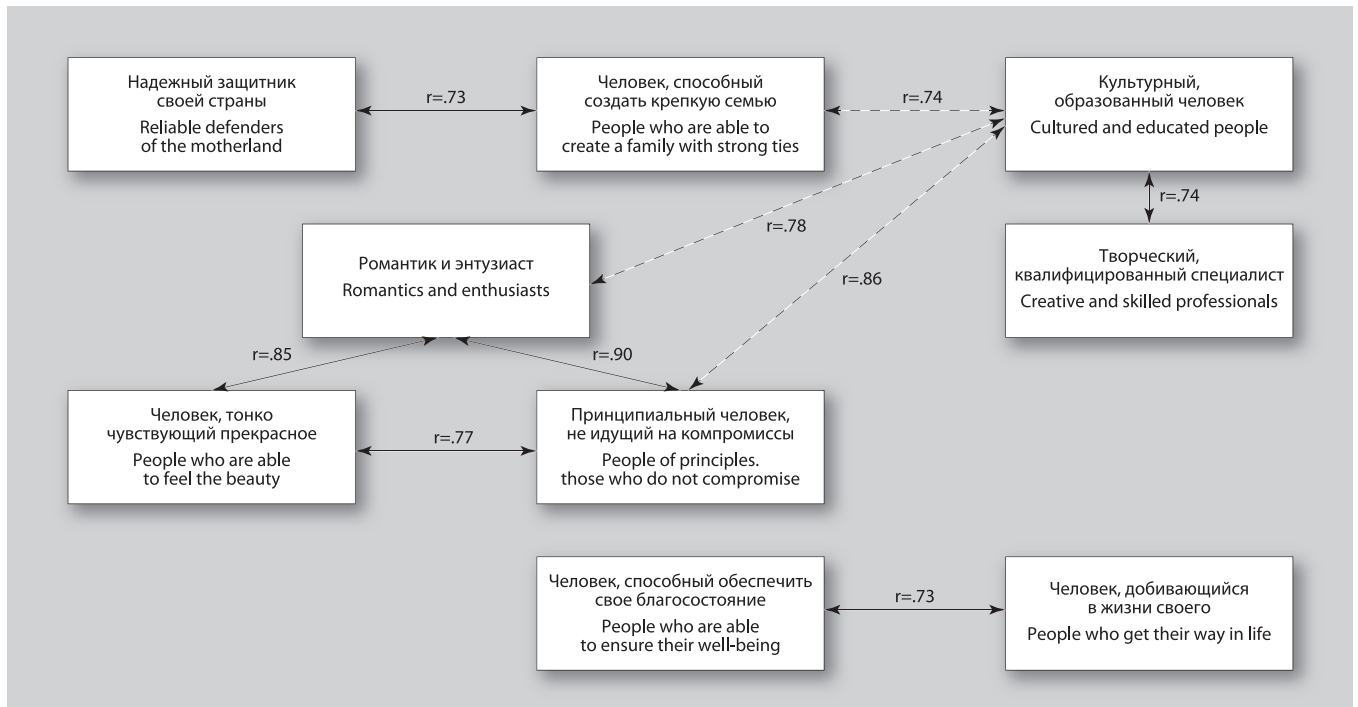 Надежный защитник
своей страны
Reliable defenders
of the motherland
r=.73
Человек, способный
создать крепкую семью
People who are able to
create a family with strong ties
r=.74
Культурный,
образованный человек
Cultured and educated people
r=.74
r=.78
Романтик и энтузиаст
Romantics and enthusiasts
r=.86
Творческий,
квалифицированный специалист
Creative and skilled professionals
r=.85
r=.90
Человек, тонко
чувствующий прекрасное
People who are able
to feel the beauty
r=.77
Принципиальный человек,
не идущий на компромиссы
People of principles.
those who do not compromise
Человек, способный обеспечить
свое благосостояние
People who are able
to ensure their well-being
r=.73
Человек, добивающийся
в жизни своего
People who get their way in life